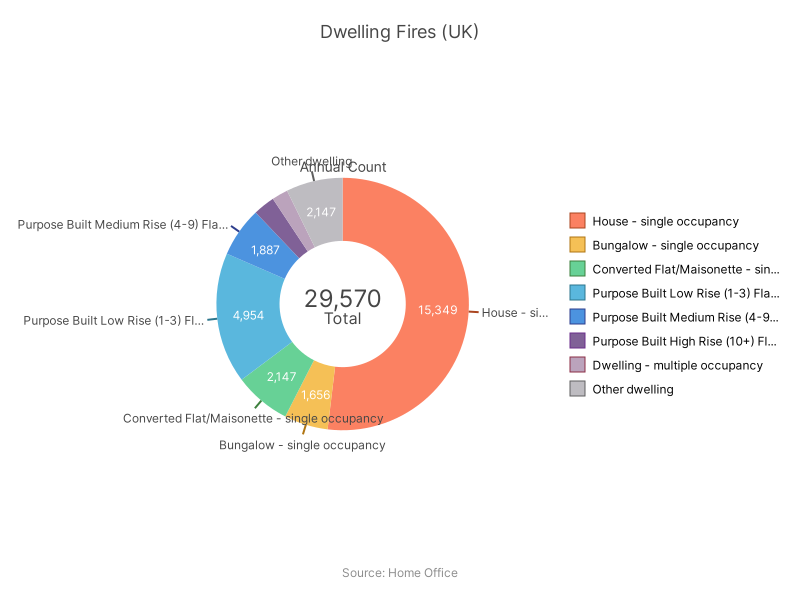 Dwelling Fires (UK)
Other dwelling
Annual Count
2,147
Purpose Built Medium Rise (4-9) Fla...
1,887
29,570
Total
15,349
House - si...
4,954
Purpose Built Low Rise (1-3) Fl...
2,147
1,656
Converted Flat/Maisonette - single occupancy
Bungalow - single occupancy
House - single occupancy
Bungalow - single occupancy
Converted Flat/Maisonette - sin...
Purpose Built Low Rise (1-3) Fla...
Purpose Built Medium Rise (4-9...
Purpose Built High Rise (10+) Fl...
Dwelling - multiple occupancy
Other dwelling
Source: Home Office